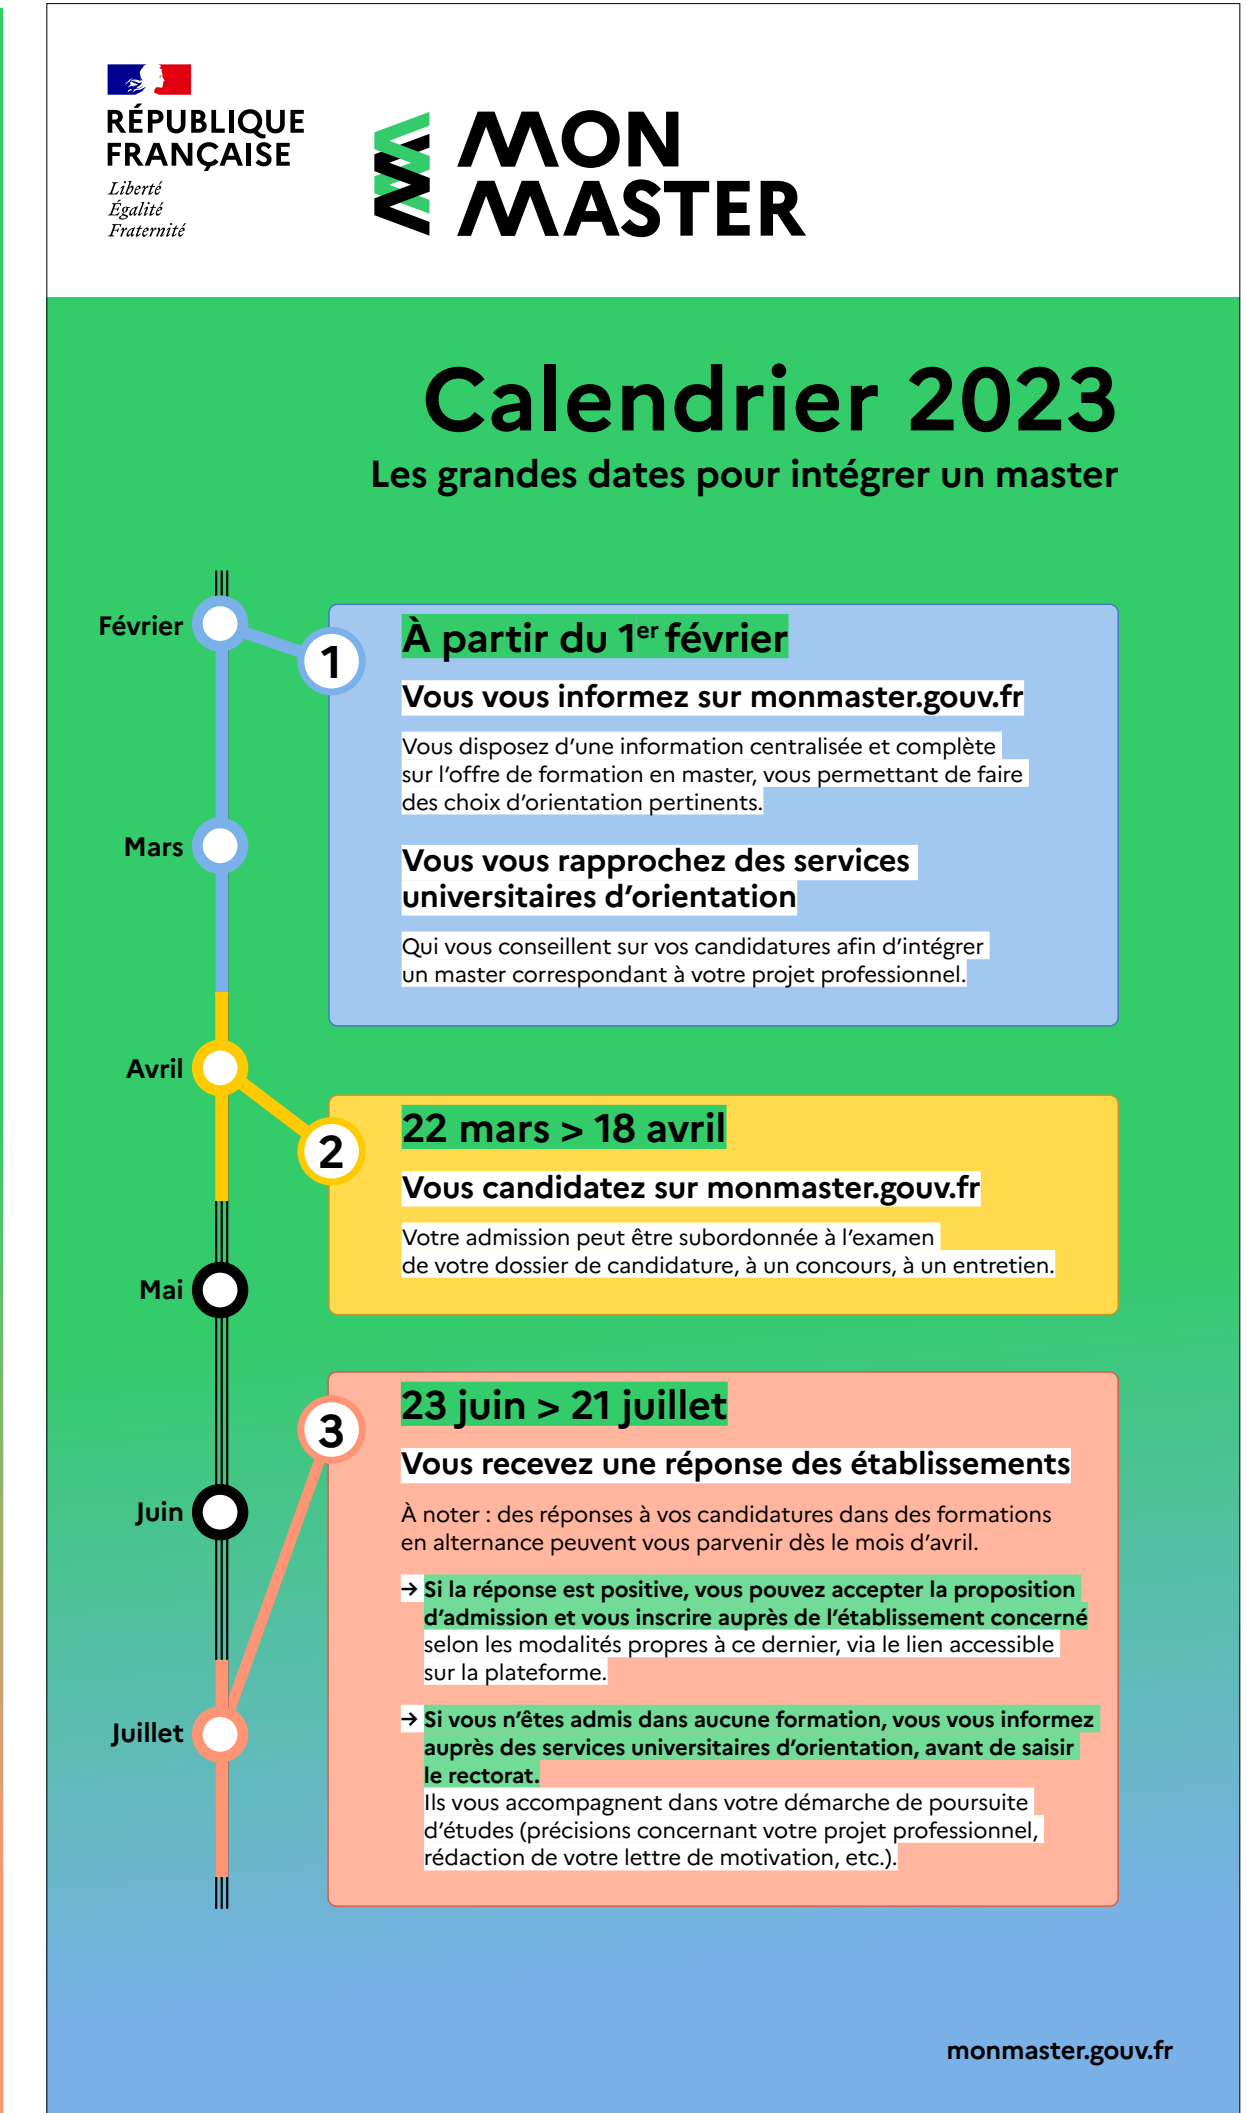 RÉPUBLIQUE
FRANÇAISE
Liberté
Égalité
Fraternité
MON
MASTER
Calendrier 2023
Les grandes dates pour intégrer un master
Février
1
À partir du 1er février
Vous vous informez sur monmaster.gouv.fr
Vous disposez d’une information centralisée et complète
sur l’offre de formation en master, vous permettant de faire
des choix d’orientation pertinents.
Mars
Vous vous rapprochez des services
universitaires d’orientation
Qui vous conseillent sur vos candidatures afin d’intégrer
un master correspondant à votre projet professionnel.
Avril
2
22 mars > 18 avril
Vous candidatez sur monmaster.gouv.fr
Votre admission peut être subordonnée à l’examen
de votre dossier de candidature, à un concours, à un entretien.
Mai
3
23 juin > 21 juillet
Vous recevez une réponse des établissements
À noter : des réponses à vos candidatures dans des formations
en alternance peuvent vous parvenir dès le mois d’avril.
Juin
→ Si la réponse est positive, vous pouvez accepter la proposition
d’admission et vous inscrire auprès de l’établissement concerné
selon les modalités propres à ce dernier, via le lien accessible
sur la plateforme.
Juillet
→ Si vous n’êtes admis dans aucune formation, vous vous informez
auprès des services universitaires d’orientation, avant de saisir
le rectorat.
Ils vous accompagnent dans votre démarche de poursuite
d’études (précisions concernant votre projet professionnel,
rédaction de votre lettre de motivation, etc.).
monmaster.gouv.fr